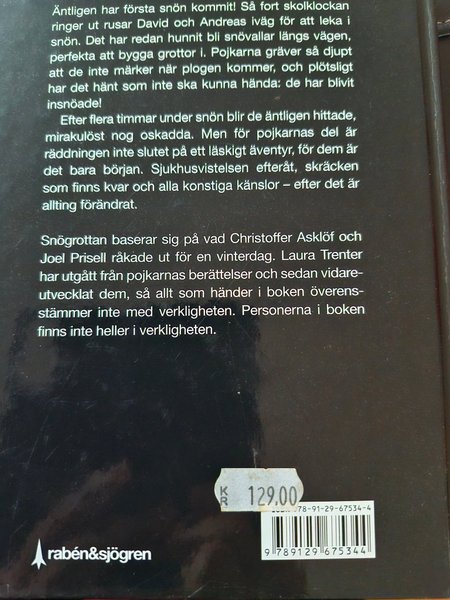 Äntligen har första snön kommit! Så fort skolklockan
ringer ut rusar David och Andreas iväg för att leka i
snön. Det har redan hunnit bli snövallar längs vägen,
perfekta att bygga grottor i. Pojkarna gräver så djupt
att de inte märker när plogen kommer, och plötsligt
har det hänt som inte ska kunna hända: de har blivit
insnöade!
Efter flera timmar under snön blir de äntligen hittade,
mirakulöst nog oskadda. Men för pojkarnas del är
räddningen inte slutet på ett läskigt äventyr, för dem är
det bara början. Sjukhusvistelsen efteråt, skräcken
som finns kvar och alla konstiga känslor – efter det är
allting förändrat.
Snögrottan baserar sig på vad Christoffer Asklöf och
Joel Prisell råkade ut för en vinterdag. Laura Trenter
har utgått från pojkarnas berättelser och sedan vidare-
utvecklat dem, så allt som händer i boken överens-
stämmer inte med verkligheten. Personerna i boken
finns inte heller i verkligheten.
KR 129.00
978-91-29-67534-4
9 789129 675344
rabén&sjögren